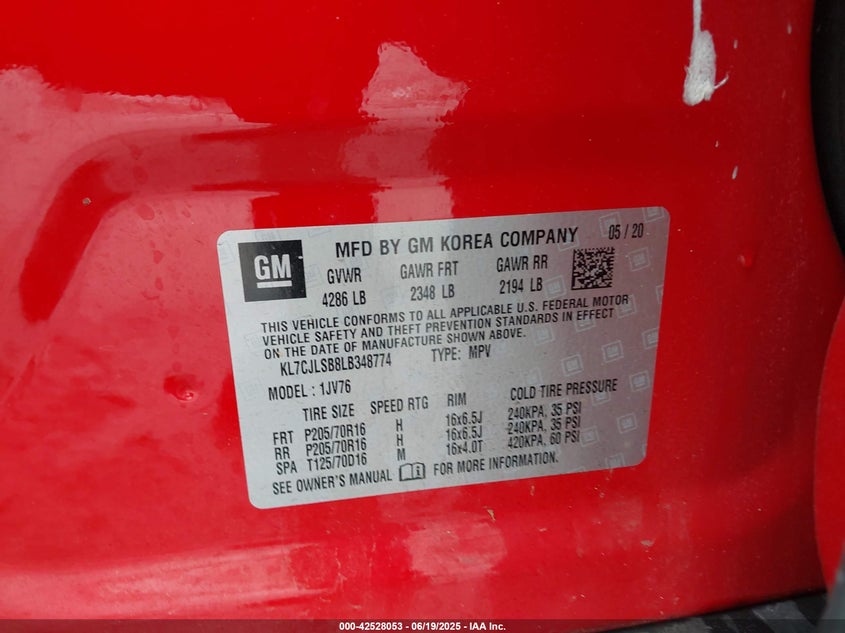 GM
MFD BY GM KOREA COMPANY 05 / 20
GVWR GAWR FRT GAWR RR
4286 LB 2348 LB 2194 LB
THIS VEHICLE CONFORMS TO ALL APPLICABLE U.S. FEDERAL MOTOR
VEHICLE SAFETY AND THEFT PREVENTION STANDARDS IN EFFECT
ON THE DATE OF MANUFACTURE SHOWN ABOVE.
KL7CJLSB8LB348774 TYPE: MPV
MODEL : 1JV76
TIRE SIZE SPEED RTG RIM COLD TIRE PRESSURE
FRT P205/70R16 H 16x6.5J 240KPA, 35 PSI
RR P205/70R16 H 16x6.5J 240KPA, 35 PSI
SPA T125/70D16 M 16x4.0T 420KPA, 60 PSI
SEE OWNER'S MANUAL FOR MORE INFORMATION.
000-42528053 / 06/19/2025 - IAA Inc.